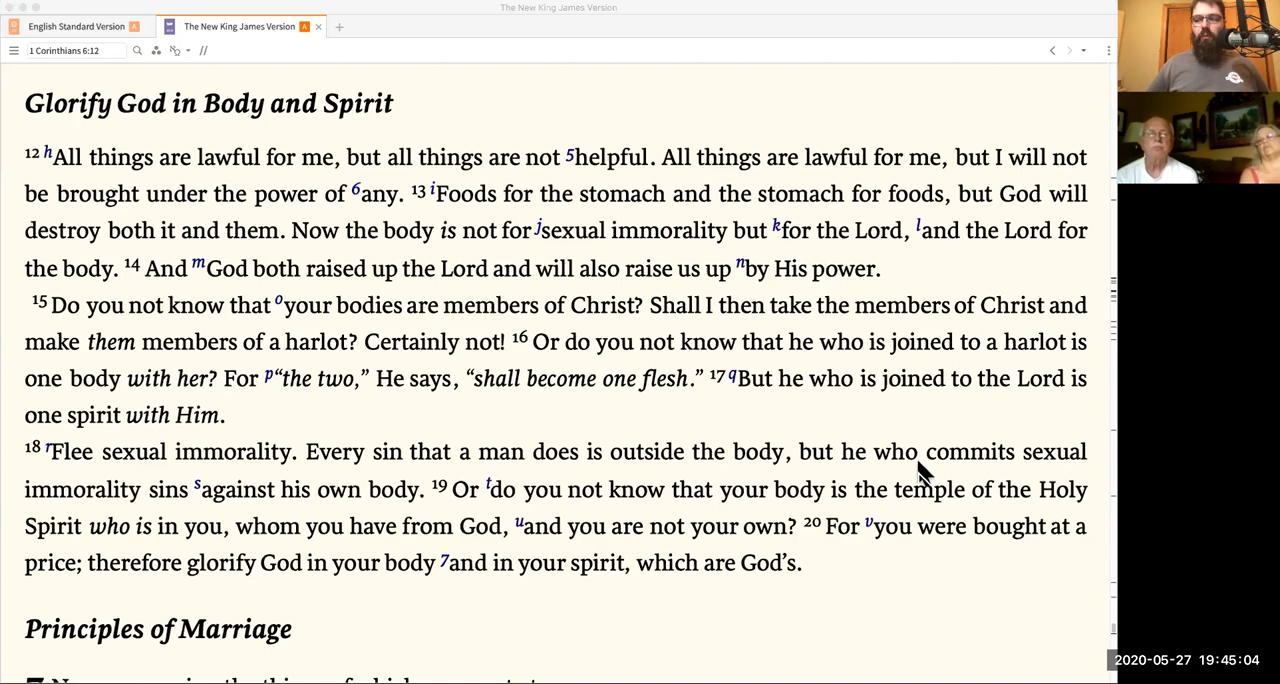 The New King James Version
English Standard Version A
The New King James Version A
1 Corinthians 6:12
Glorify God in Body and Spirit
12 hAll things are lawful for me, but all things are not 5helpful. All things are lawful for me, but I will not
be brought under the power of 6any. 13 iFoods for the stomach and the stomach for foods, but God will
destroy both it and them. Now the body is not for jsexual immorality but kfor the Lord, land the Lord for
the body. 14 And mGod both raised up the Lord and will also raise us up nby His power.
15 Do you not know that oyour bodies are members of Christ? Shall I then take the members of Christ and
make them members of a harlot? Certainly not! 16 Or do you not know that he who is joined to a harlot is
one body with her? For p“the two,” He says, “shall become one flesh.” 17 qBut he who is joined to the Lord is
one spirit with Him.
18 rFlee sexual immorality. Every sin that a man does is outside the body, but he who commits sexual
immorality sins sagainst his own body. 19 Or tdo you not know that your body is the temple of the Holy
Spirit who is in you, whom you have from God, uand you are not your own? 20 For vyou were bought at a
price; therefore glorify God in your body 7and in your spirit, which are God’s.
Principles of Marriage
2020-05-27 19:45:04